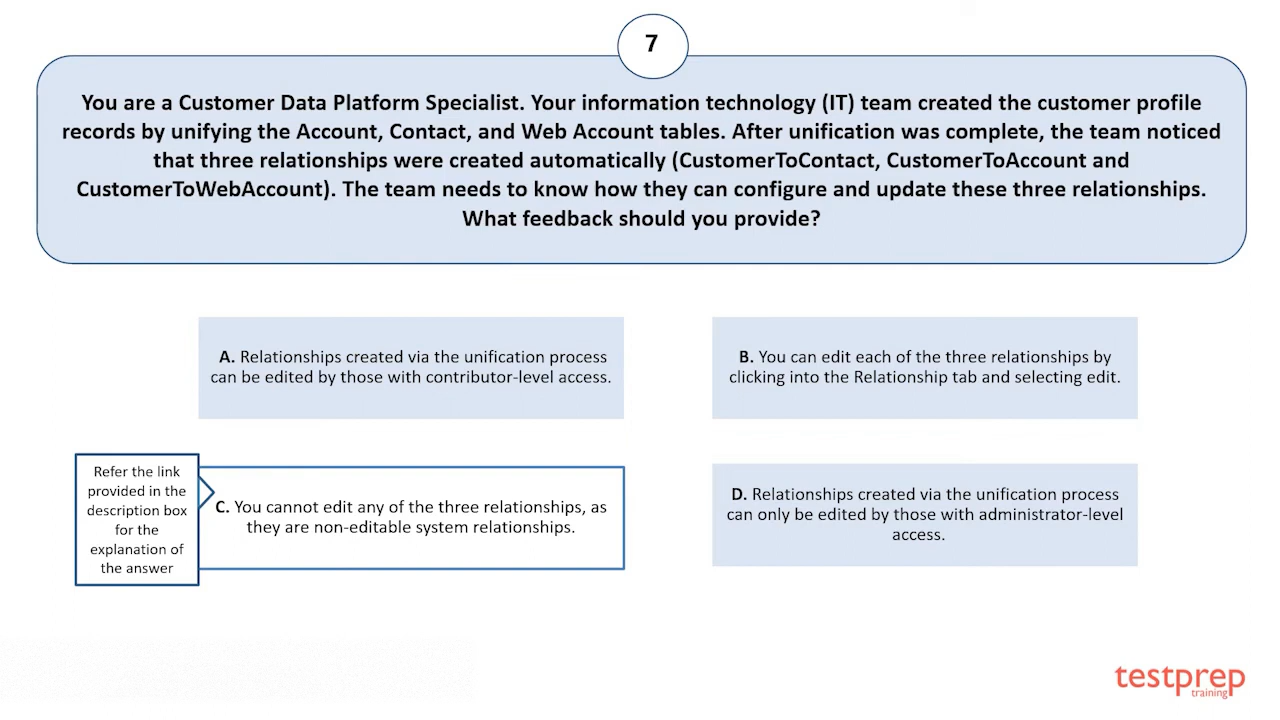 7
You are a Customer Data Platform Specialist. Your information technology (IT) team created the customer profile
records by unifying the Account, Contact, and Web Account tables. After unification was complete, the team noticed
that three relationships were created automatically (CustomerToContact, CustomerToAccount and
CustomerToWebAccount). The team needs to know how they can configure and update these three relationships.
What feedback should you provide?
A. Relationships created via the unification process
can be edited by those with contributor-level access.
B. You can edit each of the three relationships by
clicking into the Relationship tab and selecting edit.
Refer the link
provided in the
description box
for the
explanation of
the answer
C. You cannot edit any of the three relationships, as
they are non-editable system relationships.
D. Relationships created via the unification process
can only be edited by those with administrator-level
access.
testprep
training